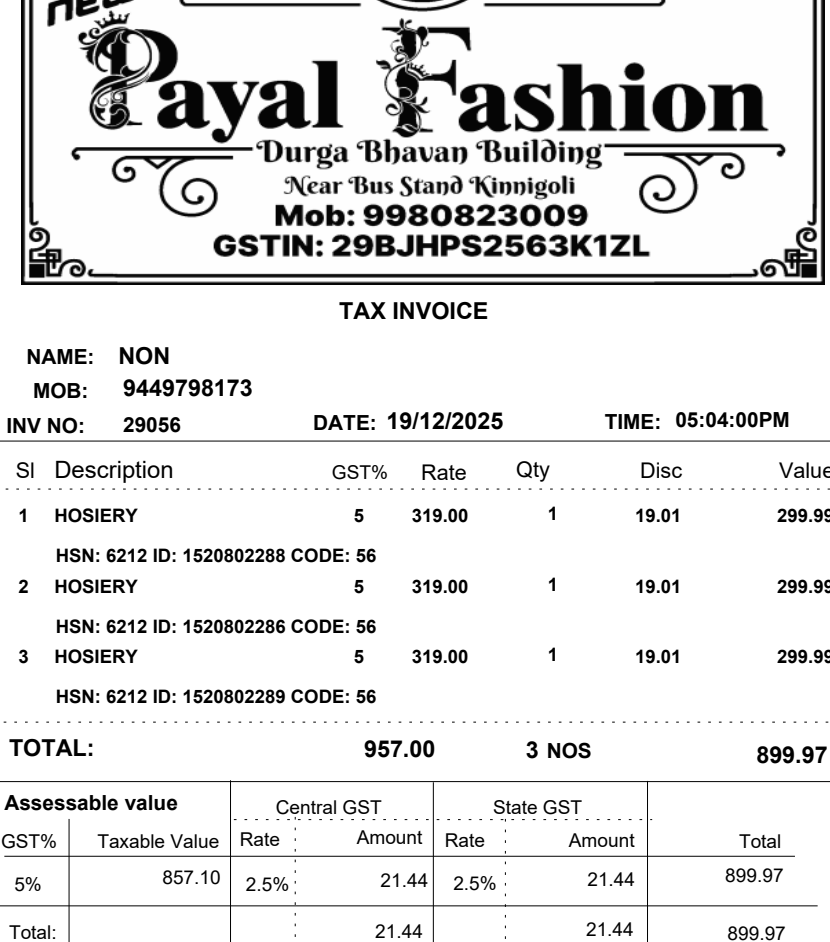 new
Payal Fashion
Durga Bhavan Building
Near Bus Stand Kinnigoli
Mob: 9980823009
GSTIN: 29BJHPS2563K1ZL
TAX INVOICE
NAME: NON
MOB: 9449798173
INV NO: 29056 DATE: 19/12/2025 TIME: 05:04:00PM
Sl Description GST% Rate Qty Disc Value
1 HOSIERY 5 319.00 1 19.01 299.99
HSN: 6212 ID: 1520802288 CODE: 56
2 HOSIERY 5 319.00 1 19.01 299.99
HSN: 6212 ID: 1520802286 CODE: 56
3 HOSIERY 5 319.00 1 19.01 299.99
HSN: 6212 ID: 1520802289 CODE: 56
TOTAL: 957.00 3 NOS 899.97
Assessable value Central GST State GST
GST% Taxable Value Rate Amount Rate Amount Total
5% 857.10 2.5% 21.44 2.5% 21.44 899.97
Total: 21.44 21.44 899.97